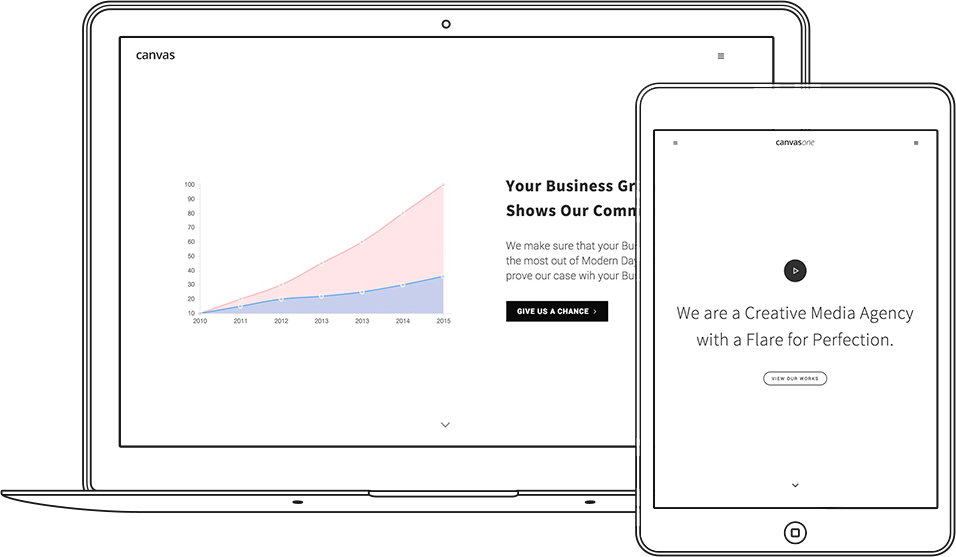 canvas
100
90
80
70
60
50
40
30
20
10
2010 2011 2012 2013 2013 2014 2015
Your Business Gr
Shows Our Comm
We make sure that your Bu
the most out of Modern Day
prove our case wih your Bu
GIVE US A CHANCE
canvasone
We are a Creative Media Agency
with a Flare for Perfection.
VIEW OUR WORKS